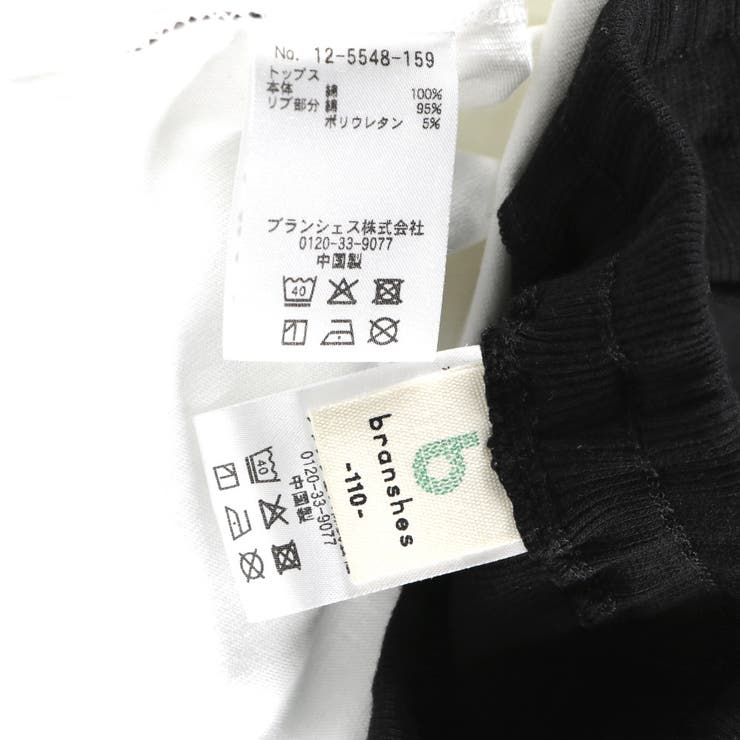 No. 12-5548-159
トップス
本体 綿 100%
リブ部分 綿 95%
ポリウレタン 5%
ブランシェス株式会社
0120-33-9077
中国製
40
b
branshes
-110-
0120-33-9077
中国製
40